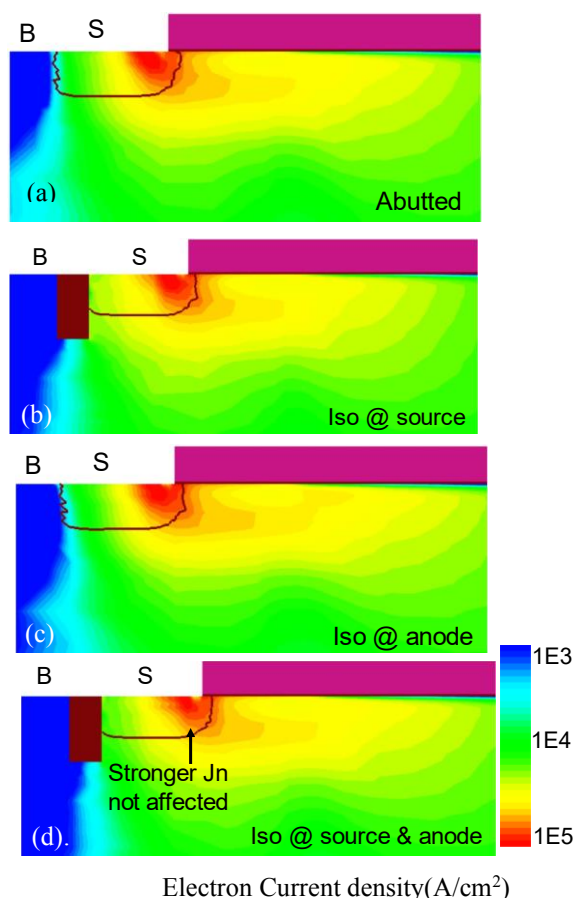 B S
(a)
Abutted
B S
(b)
Iso @ source
B S
(c)
Iso @ anode
B S
Stronger Jn
not affected
(d).
Iso @ source & anode
1E3
1E4
1E5
Electron Current density(A/cm²)